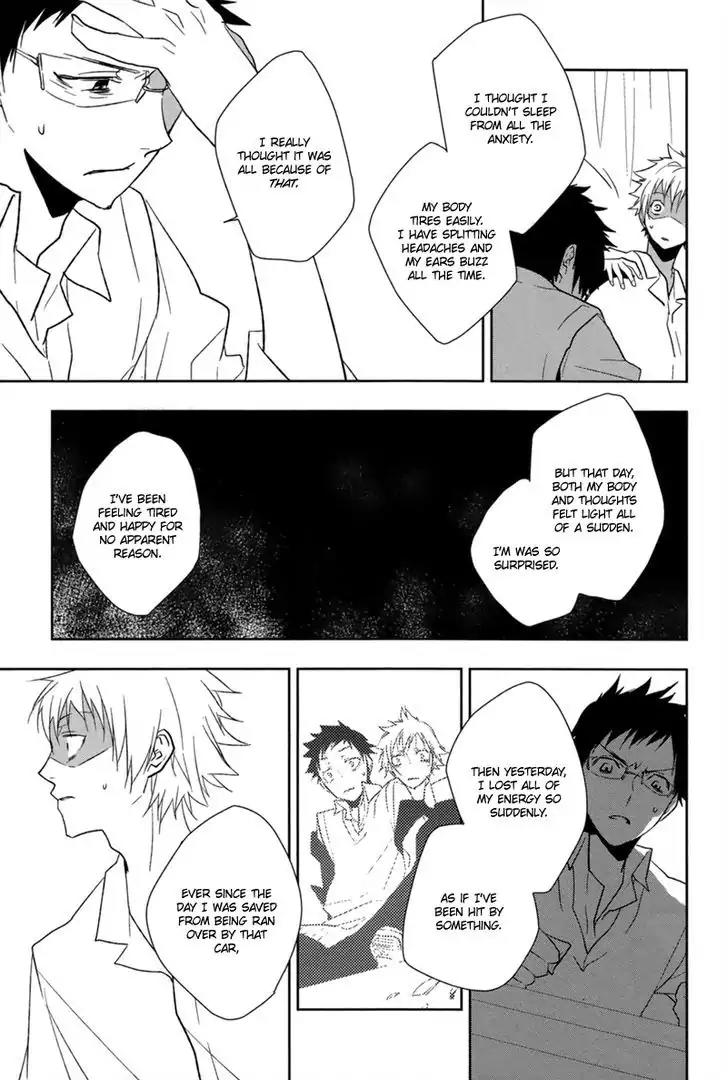 I THOUGHT I
COULDN'T SLEEP
FROM ALL THE
ANXIETY.
MY BODY
TIRES EASILY.
I HAVE SPLITTING
HEADACHES AND
MY EARS BUZZ
ALL THE TIME.
I REALLY
THOUGHT IT WAS
ALL BECAUSE OF
THAT.
BUT THAT DAY,
BOTH MY BODY
AND THOUGHTS
FELT LIGHT ALL
OF A SUDDEN.
I'M WAS SO
SURPRISED.
I'VE BEEN
FEELING TIRED
AND HAPPY FOR
NO APPARENT
REASON.
THEN YESTERDAY,
I LOST ALL OF
MY ENERGY SO
SUDDENLY.
AS IF I'VE
BEEN HIT BY
SOMETHING.
EVER SINCE THE
DAY I WAS SAVED
FROM BEING RAN
OVER BY THAT
CAR,